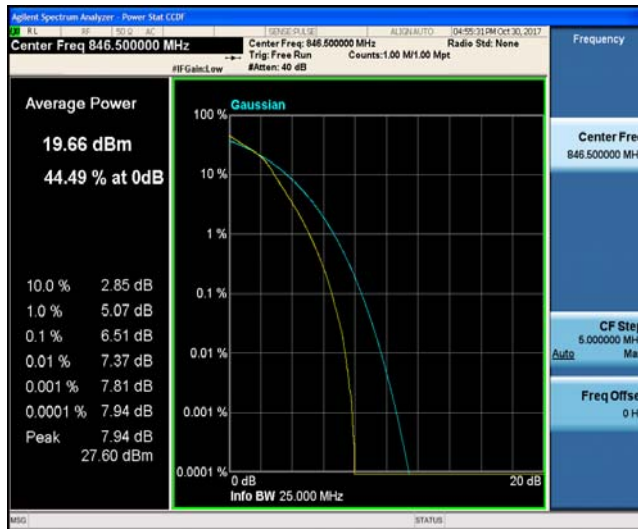 Agilent Spectrum Analyzer - Power Stat CCDF
RL RF 50 Ω AC SENSE:PULSE ALIGN AUTO 04:55:31 PM Oct 30, 2017
Center Freq 846.500000 MHz
Center Freq: 846.500000 MHz Radio Std: None
Trig: Free Run Counts:1.00 M/1.00 Mpt
#IFGain:Low #Atten: 40 dB
Frequency
Average Power
19.66 dBm
44.49 % at 0dB
10.0 % 2.85 dB
1.0 % 5.07 dB
0.1 % 6.51 dB
0.01 % 7.37 dB
0.001 % 7.81 dB
0.0001 % 7.94 dB
Peak 7.94 dB
27.60 dBm
Gaussian
100 %
10 %
1 %
0.1 %
0.01 %
0.001 %
0.0001 %
0 dB 20 dB
Info BW 25.000 MHz
Center Fre
846.500000 MH
CF Step
5.000000 MH
Auto Ma
Freq Offse
0 H
MSG STATUS